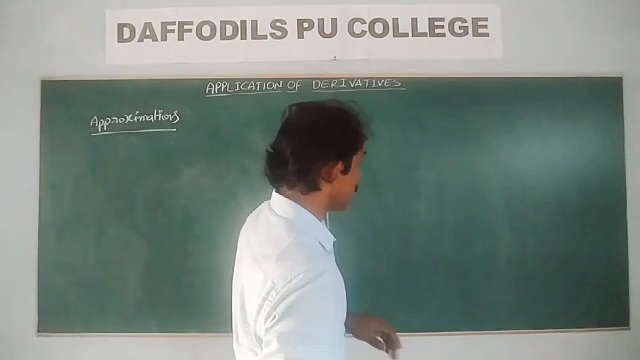 DAFFODILS PU COLLEGE
APPLICATION OF DERIVATIVES
Approximations